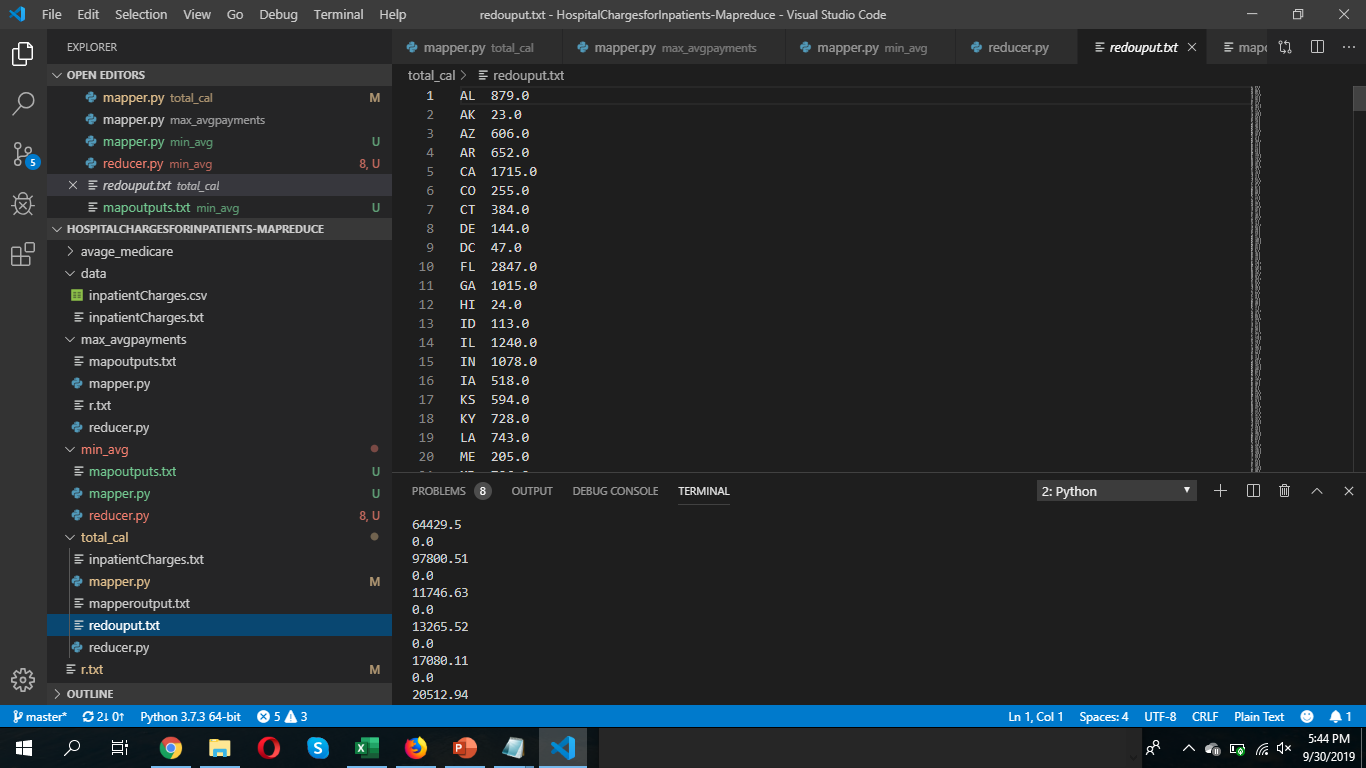 File Edit Selection View Go Debug Terminal Help redouput.txt - HospitalChargesforInpatients-Mapreduce - Visual Studio Code
EXPLORER
mapper.py total_cal mapper.py max_avgpayments mapper.py min_avg reducer.py redouput.txt
OPEN EDITORS
mapper.py total_cal M
mapper.py max_avgpayments
mapper.py min_avg U
reducer.py min_avg 8, U
redouput.txt total_cal
mapoutputs.txt min_avg U
HOSPITALCHARGESFORINPATIENTS-MAPREDUCE
avage_medicare
data
inpatientCharges.csv
inpatientCharges.txt
max_avgpayments
mapoutputs.txt
mapper.py
r.txt
reducer.py
min_avg
mapoutputs.txt U
mapper.py U
reducer.py 8, U
total_cal
inpatientCharges.txt
mapper.py M
mapperoutput.txt
redouput.txt
reducer.py
r.txt M
OUTLINE
5
total_cal redouput.txt
1 AL 879.0
2 AK 23.0
3 AZ 606.0
4 AR 652.0
5 CA 1715.0
6 CO 255.0
7 CT 384.0
8 DE 144.0
9 DC 47.0
10 FL 2847.0
11 GA 1015.0
12 HI 24.0
13 ID 113.0
14 IL 1240.0
15 IN 1078.0
16 IA 518.0
17 KS 594.0
18 KY 728.0
19 LA 743.0
20 ME 205.0
PROBLEMS 8 OUTPUT DEBUG CONSOLE TERMINAL 2: Python
64429.5
0.0
97800.51
0.0
11746.63
0.0
13265.52
0.0
17080.11
0.0
20512.94
master* 2↓ 0↑ Python 3.7.3 64-bit 5 3 Ln 1, Col 1 Spaces: 4 UTF-8 CRLF Plain Text 1
5:44 PM
9/30/2019